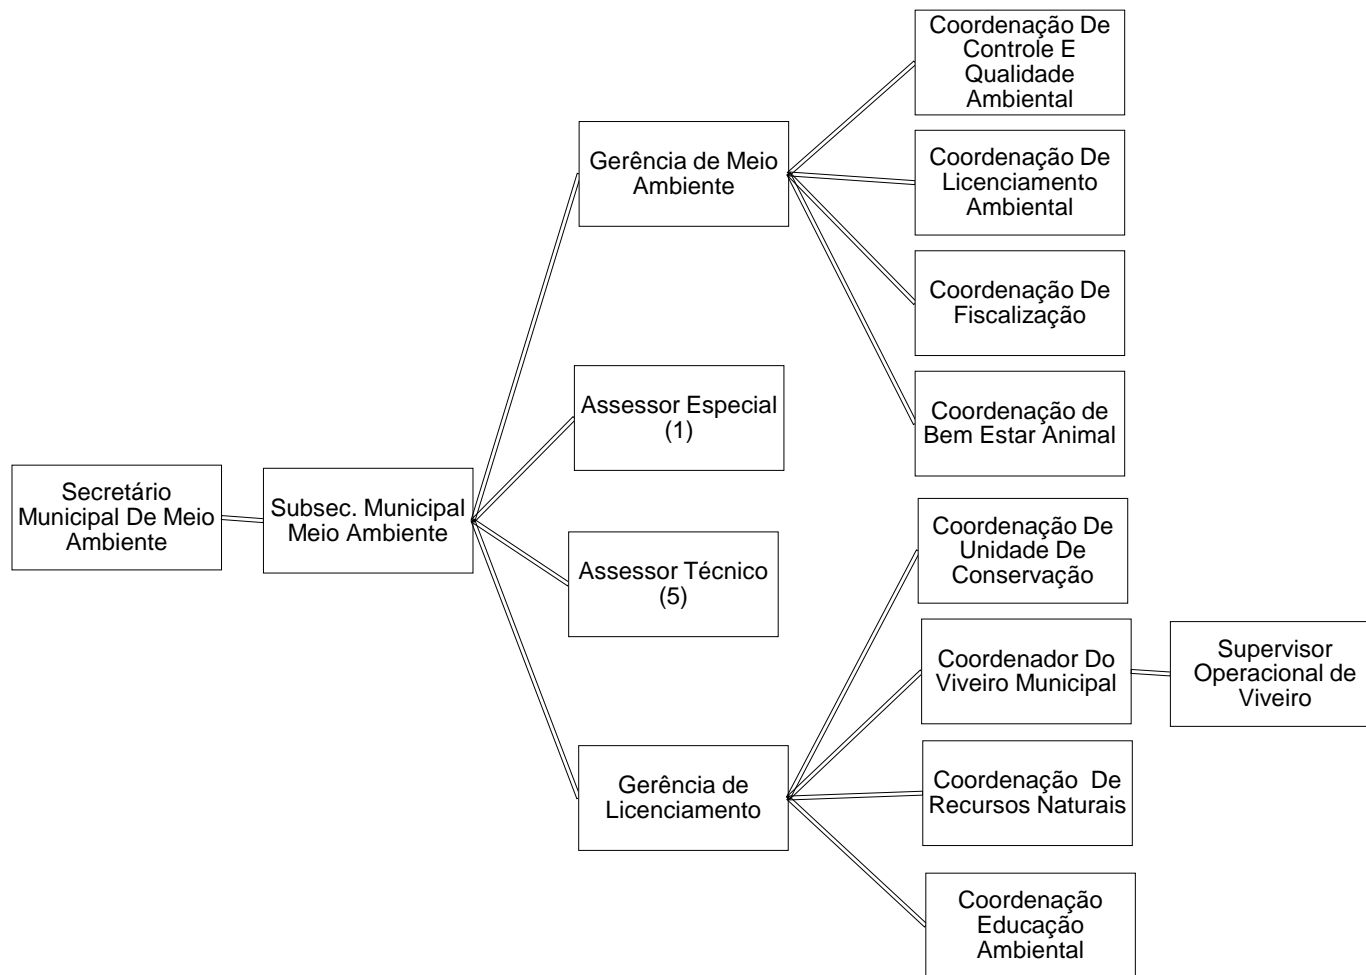 Coordenação De
Controle E
Qualidade
Ambiental
Gerência de Meio
Ambiente
Coordenação De
Licenciamento
Ambiental
Coordenação De
Fiscalização
Assessor Especial
(1)
Coordenação de
Bem Estar Animal
Secretário
Municipal De Meio
Ambiente
Subsec. Municipal
Meio Ambiente
Assessor Técnico
(5)
Coordenação De
Unidade De
Conservação
Coordenador Do
Viveiro Municipal
Supervisor
Operacional de
Viveiro
Gerência de
Licenciamento
Coordenação  De
Recursos Naturais
Coordenação
Educação
Ambiental